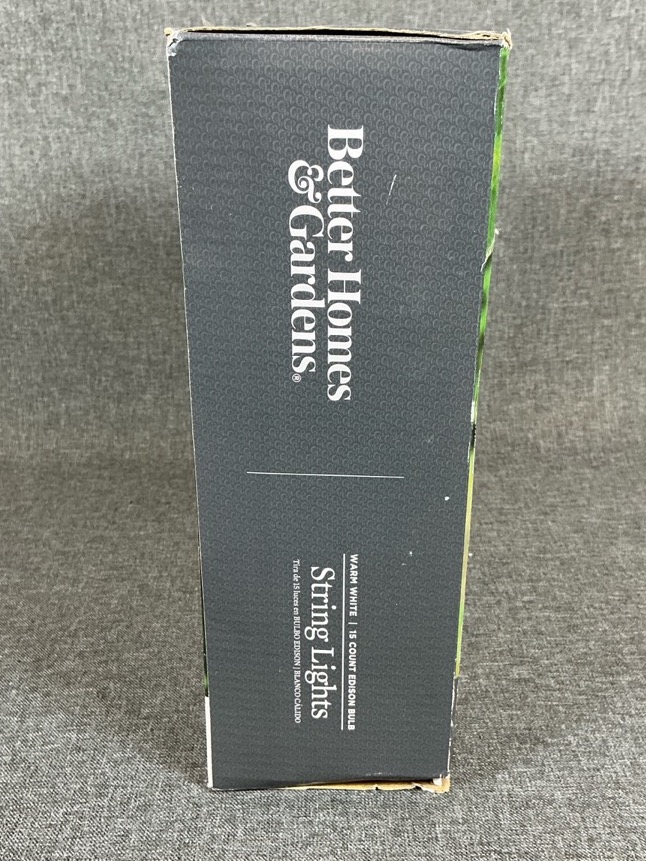 Better Homes
& Gardens®
WARM WHITE | 15 COUNT EDISON BULB
String Lights
Tira de 15 luces en BULBO EDISON | BLANCO CÁLIDO